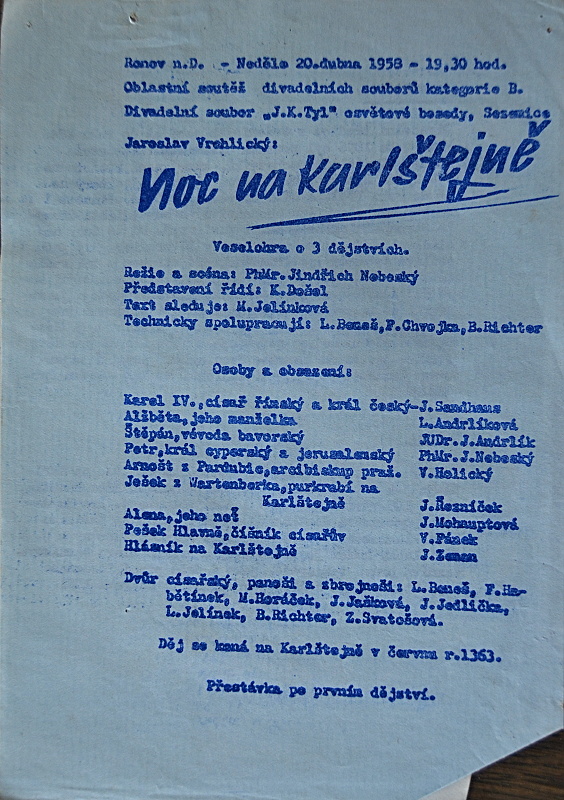 Ronov n.D. - Neděle 20.dubna 1958 - 19,30 hod.
Oblastní soutěž divadelních souborů kategorie B.
Divadelní soubor „J.K.Tyl" osvětové besedy, Sezemice
Jaroslav Vrchlický:
Noc na Karlštejně
Veselohra o 3 dějstvích.
Režie a scéna: PhMr.Jindřich Nebeský
Představení řídí: K.Došel
Text sleduje: M.Jelínková
Technicky spolupracují: L.Beneš,F.Chvojka,B.Richter
Osoby a obsazení:
Karel IV.,císař římský a král český-J.Sandhaus
Alžběta,jeho manželka L.Andrlíková
Štěpán,vévoda bavorský JUDr.J.Andrlík
Petr,král cyperský a jerusalemský PhMr.J.Nebeský
Arnošt z Pardubic,arcibiskup praž. V.Holický
Ješek z Wartenberka,purkrabí na
Karlštejně J.Řezníček
Alena,jeho neť J.Mohauptová
Pešek Hlavně,číšník císařův V.Pánek
Hlásník na Karlštejně J.Zeman
Dvůr císařský, panoši a zbrojnoši: L.Beneš, F.Ha-
bětínek, M.Horáček, J.Jašková, J.Jedlička,
L.Jelínek, B.Richter, Z.Svatošová.
Děj se koná na Karlštejně v červnu r.1363.
Přestávka po prvním dějství.